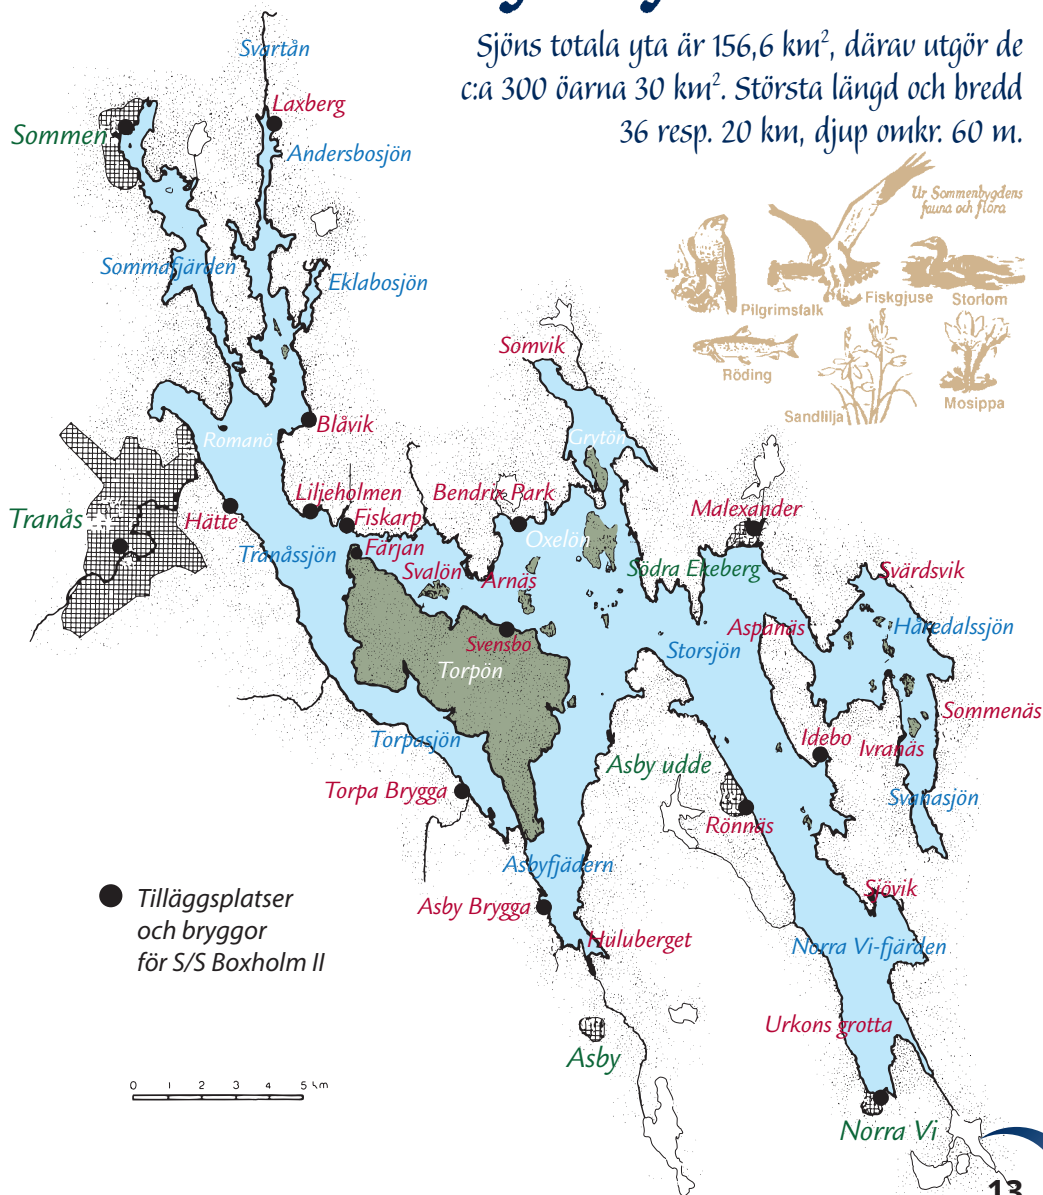 Sjöns totala yta är 156,6 km², därav utgör de
c:a 300 öarna 30 km². Största längd och bredd
36 resp. 20 km, djup omkr. 60 m.
Ur Sommenbygdens
fauna och flora
Pilgrimsfalk
Fiskgjuse
Storlom
Röding
Sandlilja
Mosippa
Svartån
Laxberg
Sommen
Andersbosjön
Sommafjärden
Eklabosjön
Somvik
Blåvik
Romanö
Grytön
Liljeholmen
Bendrix Park
Malexander
Tranås
Hätte
Fiskarp
Oxelön
Tranåssjön
Färjan
Svalön
Arnäs
Södra Ekeberg
Svärdsvik
Aspanäs
Håredalssjön
Svensbo
Storsjön
Torpön
Sommenäs
Torpasjön
Idebo
Ivranäs
Asby udde
Torpa Brygga
Svanasjön
Rönnäs
Asbyfjädern
Sjövik
Tilläggsplatser
och bryggor
för S/S Boxholm II
Asby Brygga
Huluberget
Norra Vi-fjärden
Urkons grotta
Asby
0 1 2 3 4 5 km
Norra Vi
13